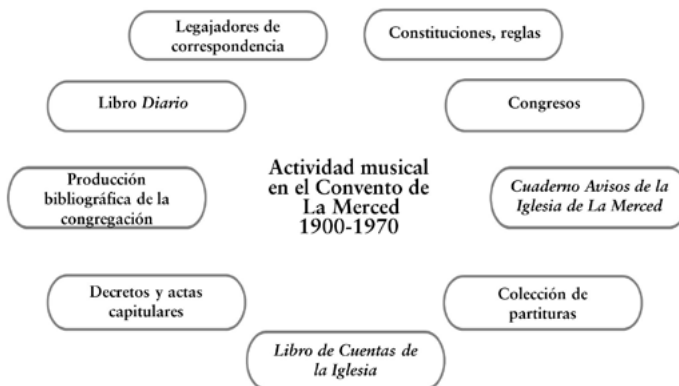 Legajadores de
correspondencia
Constituciones, reglas
Libro Diario
Congresos
Actividad musical
en el Convento de
La Merced
1900-1970
Producción
bibliográfica de la
congregación
Cuaderno Avisos de la
Iglesia de La Merced
Decretos y actas
capitulares
Colección de
partituras
Libro de Cuentas de
la Iglesia